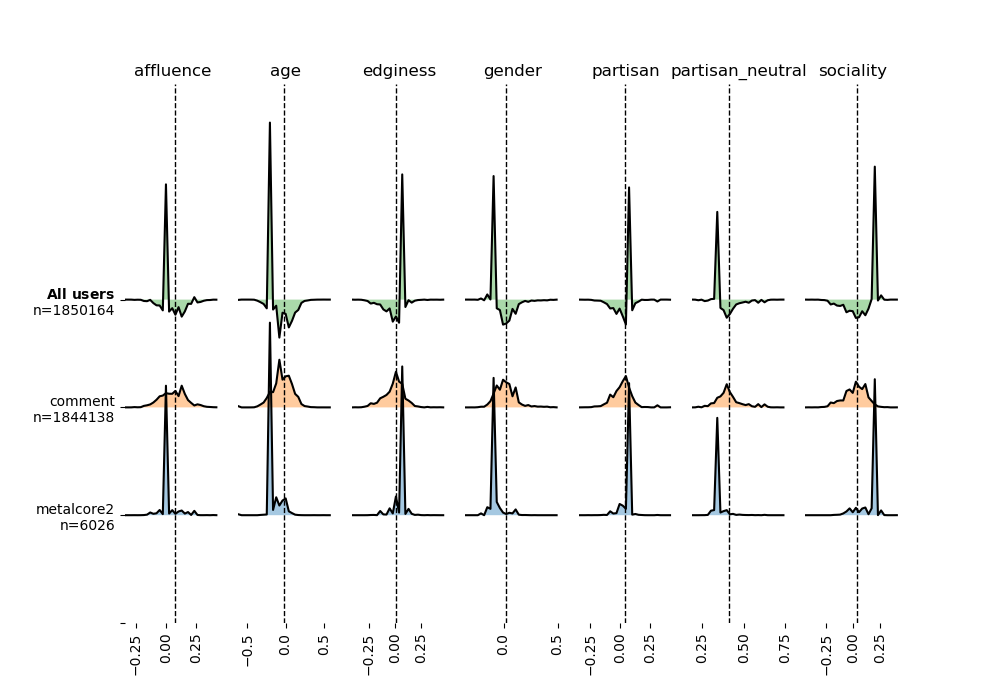 affluence age edginess gender partisan partisan_neutral sociality
All users
n=1850164
comment
n=1844138
metalcore2
n=6026
−0.25 0.00 0.25 −0.5 0.0 0.5 −0.25 0.00 0.25 0.0 0.5 −0.25 0.00 0.25 0.25 0.50 0.75 −0.25 0.00 0.25